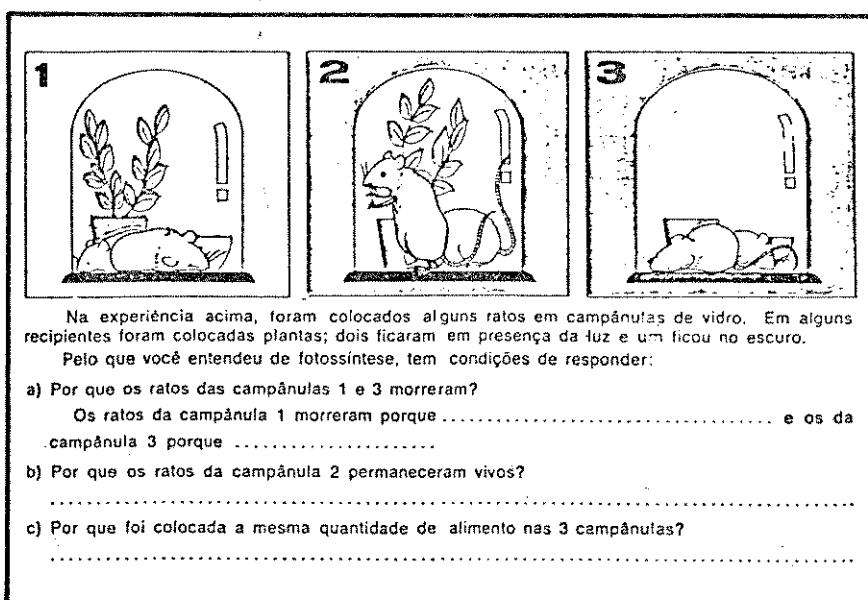 1
2
3
Na experiência acima, foram colocados alguns ratos em campânulas de vidro. Em alguns
recipientes foram colocadas plantas; dois ficaram em presença da luz e um ficou no escuro.
Pelo que você entendeu de fotossíntese, tem condições de responder:
a) Por que os ratos das campânulas 1 e 3 morreram?
Os ratos da campânula 1 morreram porque .................................. e os da
campânula 3 porque ......................
b) Por que os ratos da campânula 2 permaneceram vivos?
....................................................................................
c) Por que foi colocada a mesma quantidade de alimento nas 3 campânulas?
....................................................................................